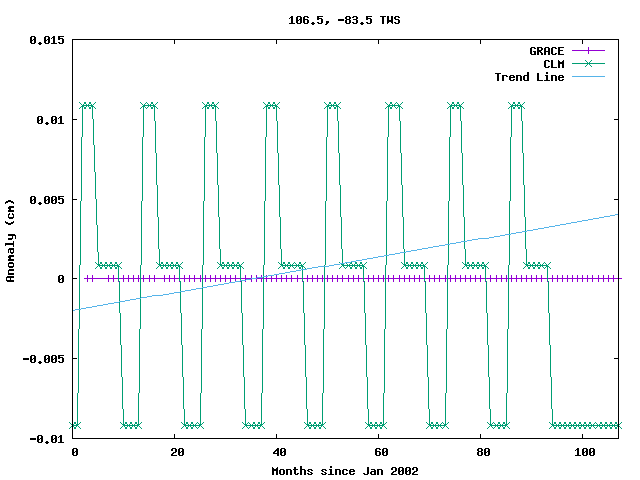 106.5, -83.5 TWS
0.015
GRACE
CLM
Trend Line
0.01
0.005
Anomaly (cm)
0
-0.005
-0.01
0 20 40 60 80 100
Months since Jan 2002